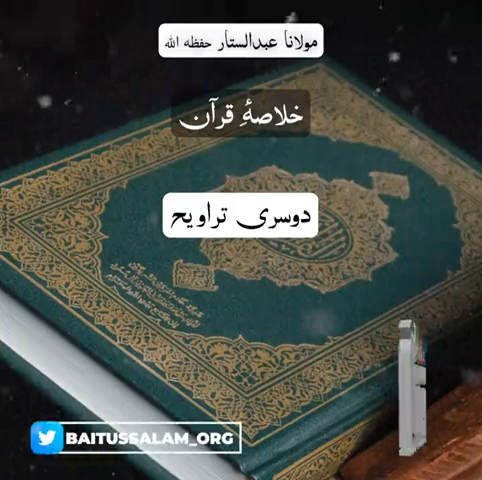 مولانا عبدالستار حفظہ اللہ
خلاصۂِ قرآن
دوسری تراویح
BAITUSSALAM_ORG